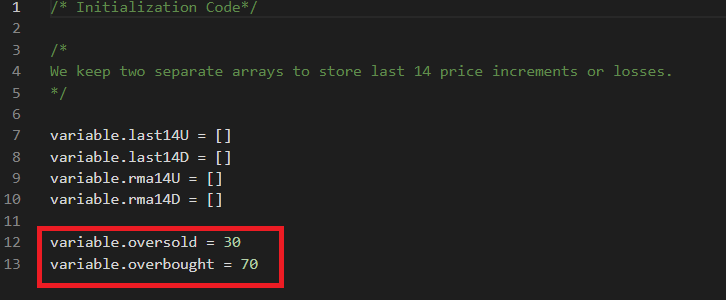 1 /* Initialization Code*/
2
3 /*
4 We keep two separate arrays to store last 14 price increments or losses.
5 */
6
7 variable.last14U = []
8 variable.last14D = []
9 variable.rma14U = []
10 variable.rma14D = []
11
12 variable.oversold = 30
13 variable.overbought = 70